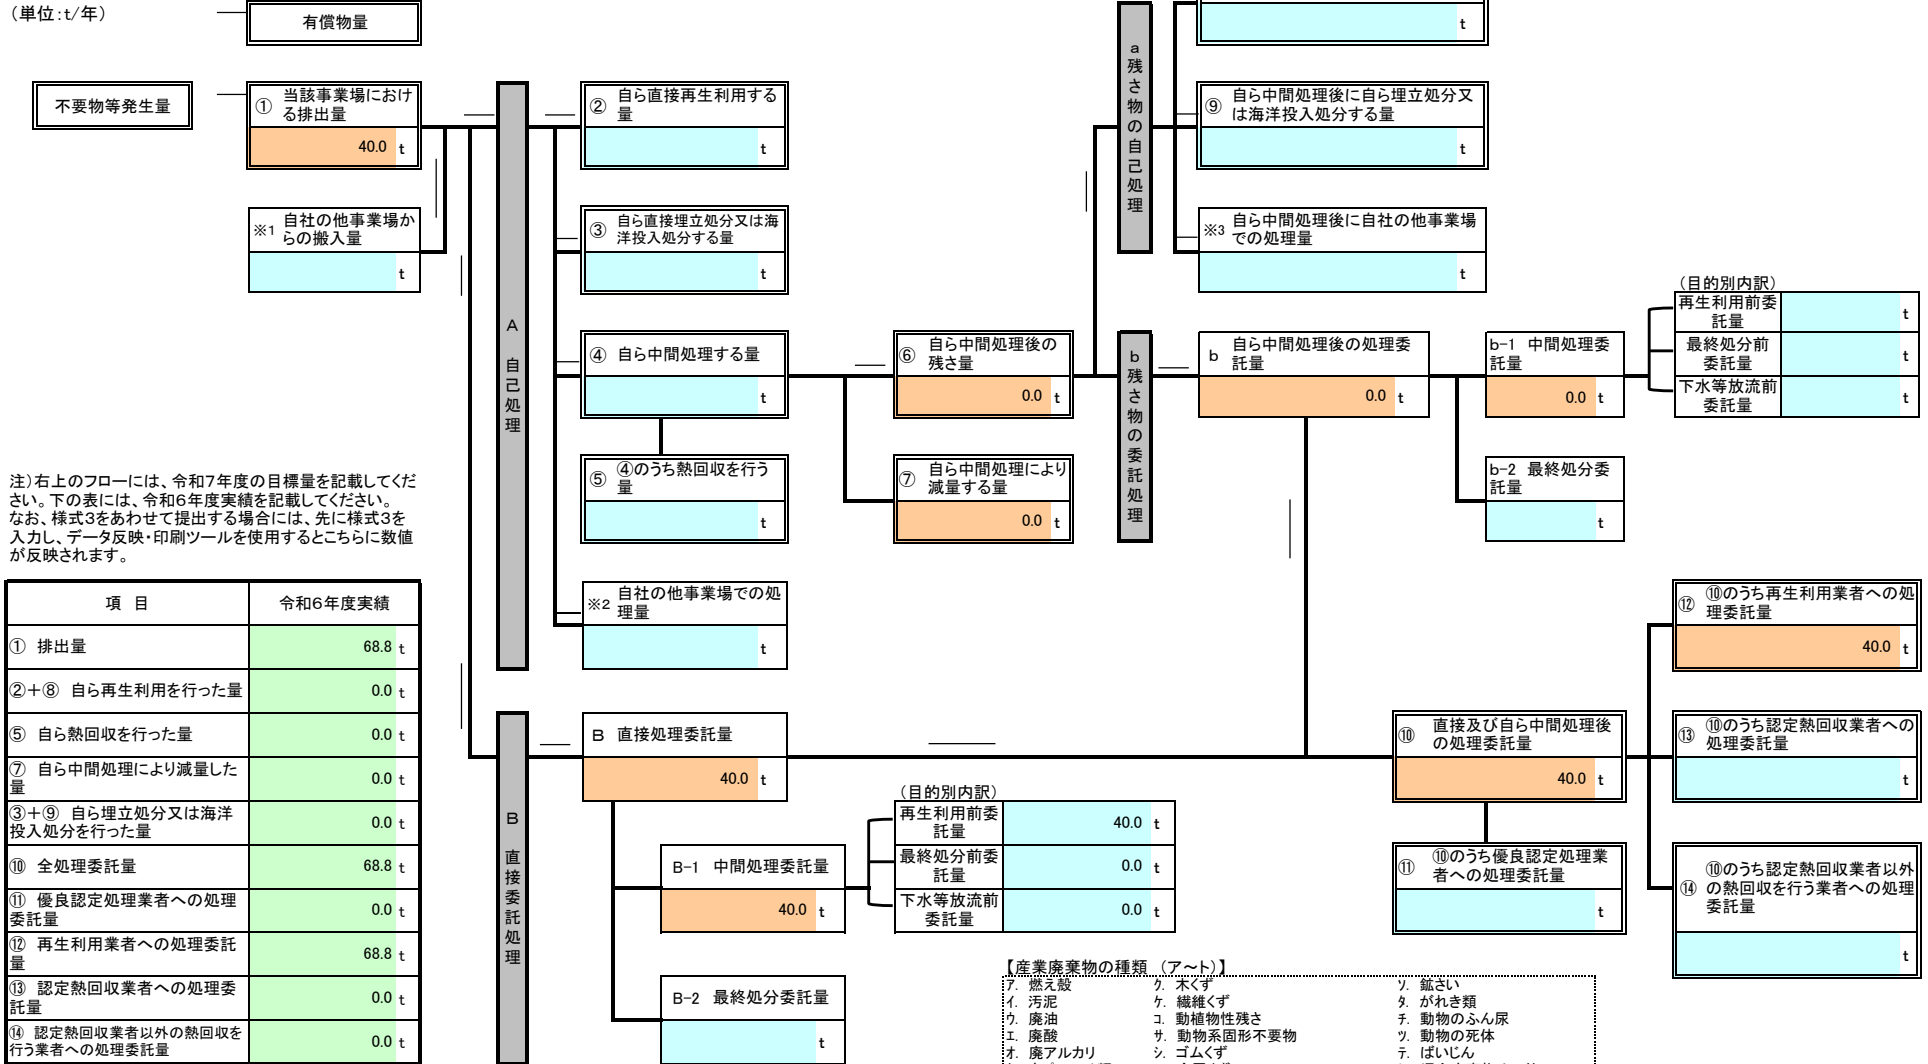 （単位:t/年）
有償物量
不要物等発生量
① 当該事業場におけ
る排出量
40.0 t
※1 自社の他事業場か
らの搬入量
t
A 自己処理
② 自ら直接再生利用する
量
t
③ 自ら直接埋立処分又は海
洋投入処分する量
t
④ 自ら中間処理する量
t
⑤ ④のうち熱回収を行う
量
t
※2 自社の他事業場での処
理量
t
⑥ 自ら中間処理後の
残さ量
0.0 t
⑦ 自ら中間処理により
減量する量
0.0 t
a 残さ物の自己処理
t
⑨ 自ら中間処理後に自ら埋立処分又
は海洋投入処分する量
t
※3 自ら中間処理後に自社の他事業場
での処理量
t
b 残さ物の委託処理
b 自ら中間処理後の処理委
託量
0.0 t
b-1 中間処理委
託量
0.0 t
（目的別内訳）
再生利用前委
託量
t
最終処分前
委託量
t
下水等放流前
委託量
t
b-2 最終処分委
託量
t
注）右上のフローには、令和７年度の目標量を記載してくだ
さい。下の表には、令和６年度実績を記載してください。
なお、様式３をあわせて提出する場合には、先に様式３を
入力し、データ反映・印刷ツールを使用するとこちらに数値
が反映されます。
項 目 令和６年度実績
① 排出量 68.8 t
②＋⑧ 自ら再生利用を行った量 0.0 t
⑤ 自ら熱回収を行った量 0.0 t
⑦ 自ら中間処理により減量した
量 0.0 t
③＋⑨ 自ら埋立処分又は海洋
投入処分を行った量 0.0 t
⑩ 全処理委託量 68.8 t
⑪ 優良認定処理業者への処理
委託量 0.0 t
⑫ 再生利用業者への処理委託
量 68.8 t
⑬ 認定熱回収業者への処理委
託量 0.0 t
⑭ 認定熱回収業者以外の熱回収を
行う業者への処理委託量 0.0 t
B 直接委託処理
B 直接処理委託量
40.0 t
B-1 中間処理委託量
40.0 t
（目的別内訳）
再生利用前委
託量
40.0 t
最終処分前委
託量
0.0 t
下水等放流前
委託量
0.0 t
B-2 最終処分委託量
t
⑩ 直接及び自ら中間処理後
の処理委託量
40.0 t
⑪ ⑩のうち優良認定処理業
者への処理委託量
t
⑫ ⑩のうち再生利用業者への処
理委託量
40.0 t
⑬ ⑩のうち認定熱回収業者への
処理委託量
t
⑭ ⑩のうち認定熱回収業者以外
の熱回収を行う業者への処理
委託量
t
【産業廃棄物の種類 （ア～ト）】
ア. 燃え殻 ク. 木くず ソ. 鉱さい
イ. 汚泥 ケ. 繊維くず タ. がれき類
ウ. 廃油 コ. 動植物性残さ チ. 動物のふん尿
エ. 廃酸 サ. 動物系固形不要物 ツ. 動物の死体
オ. 廃アルカリ シ. ゴムくず テ. ばいじん